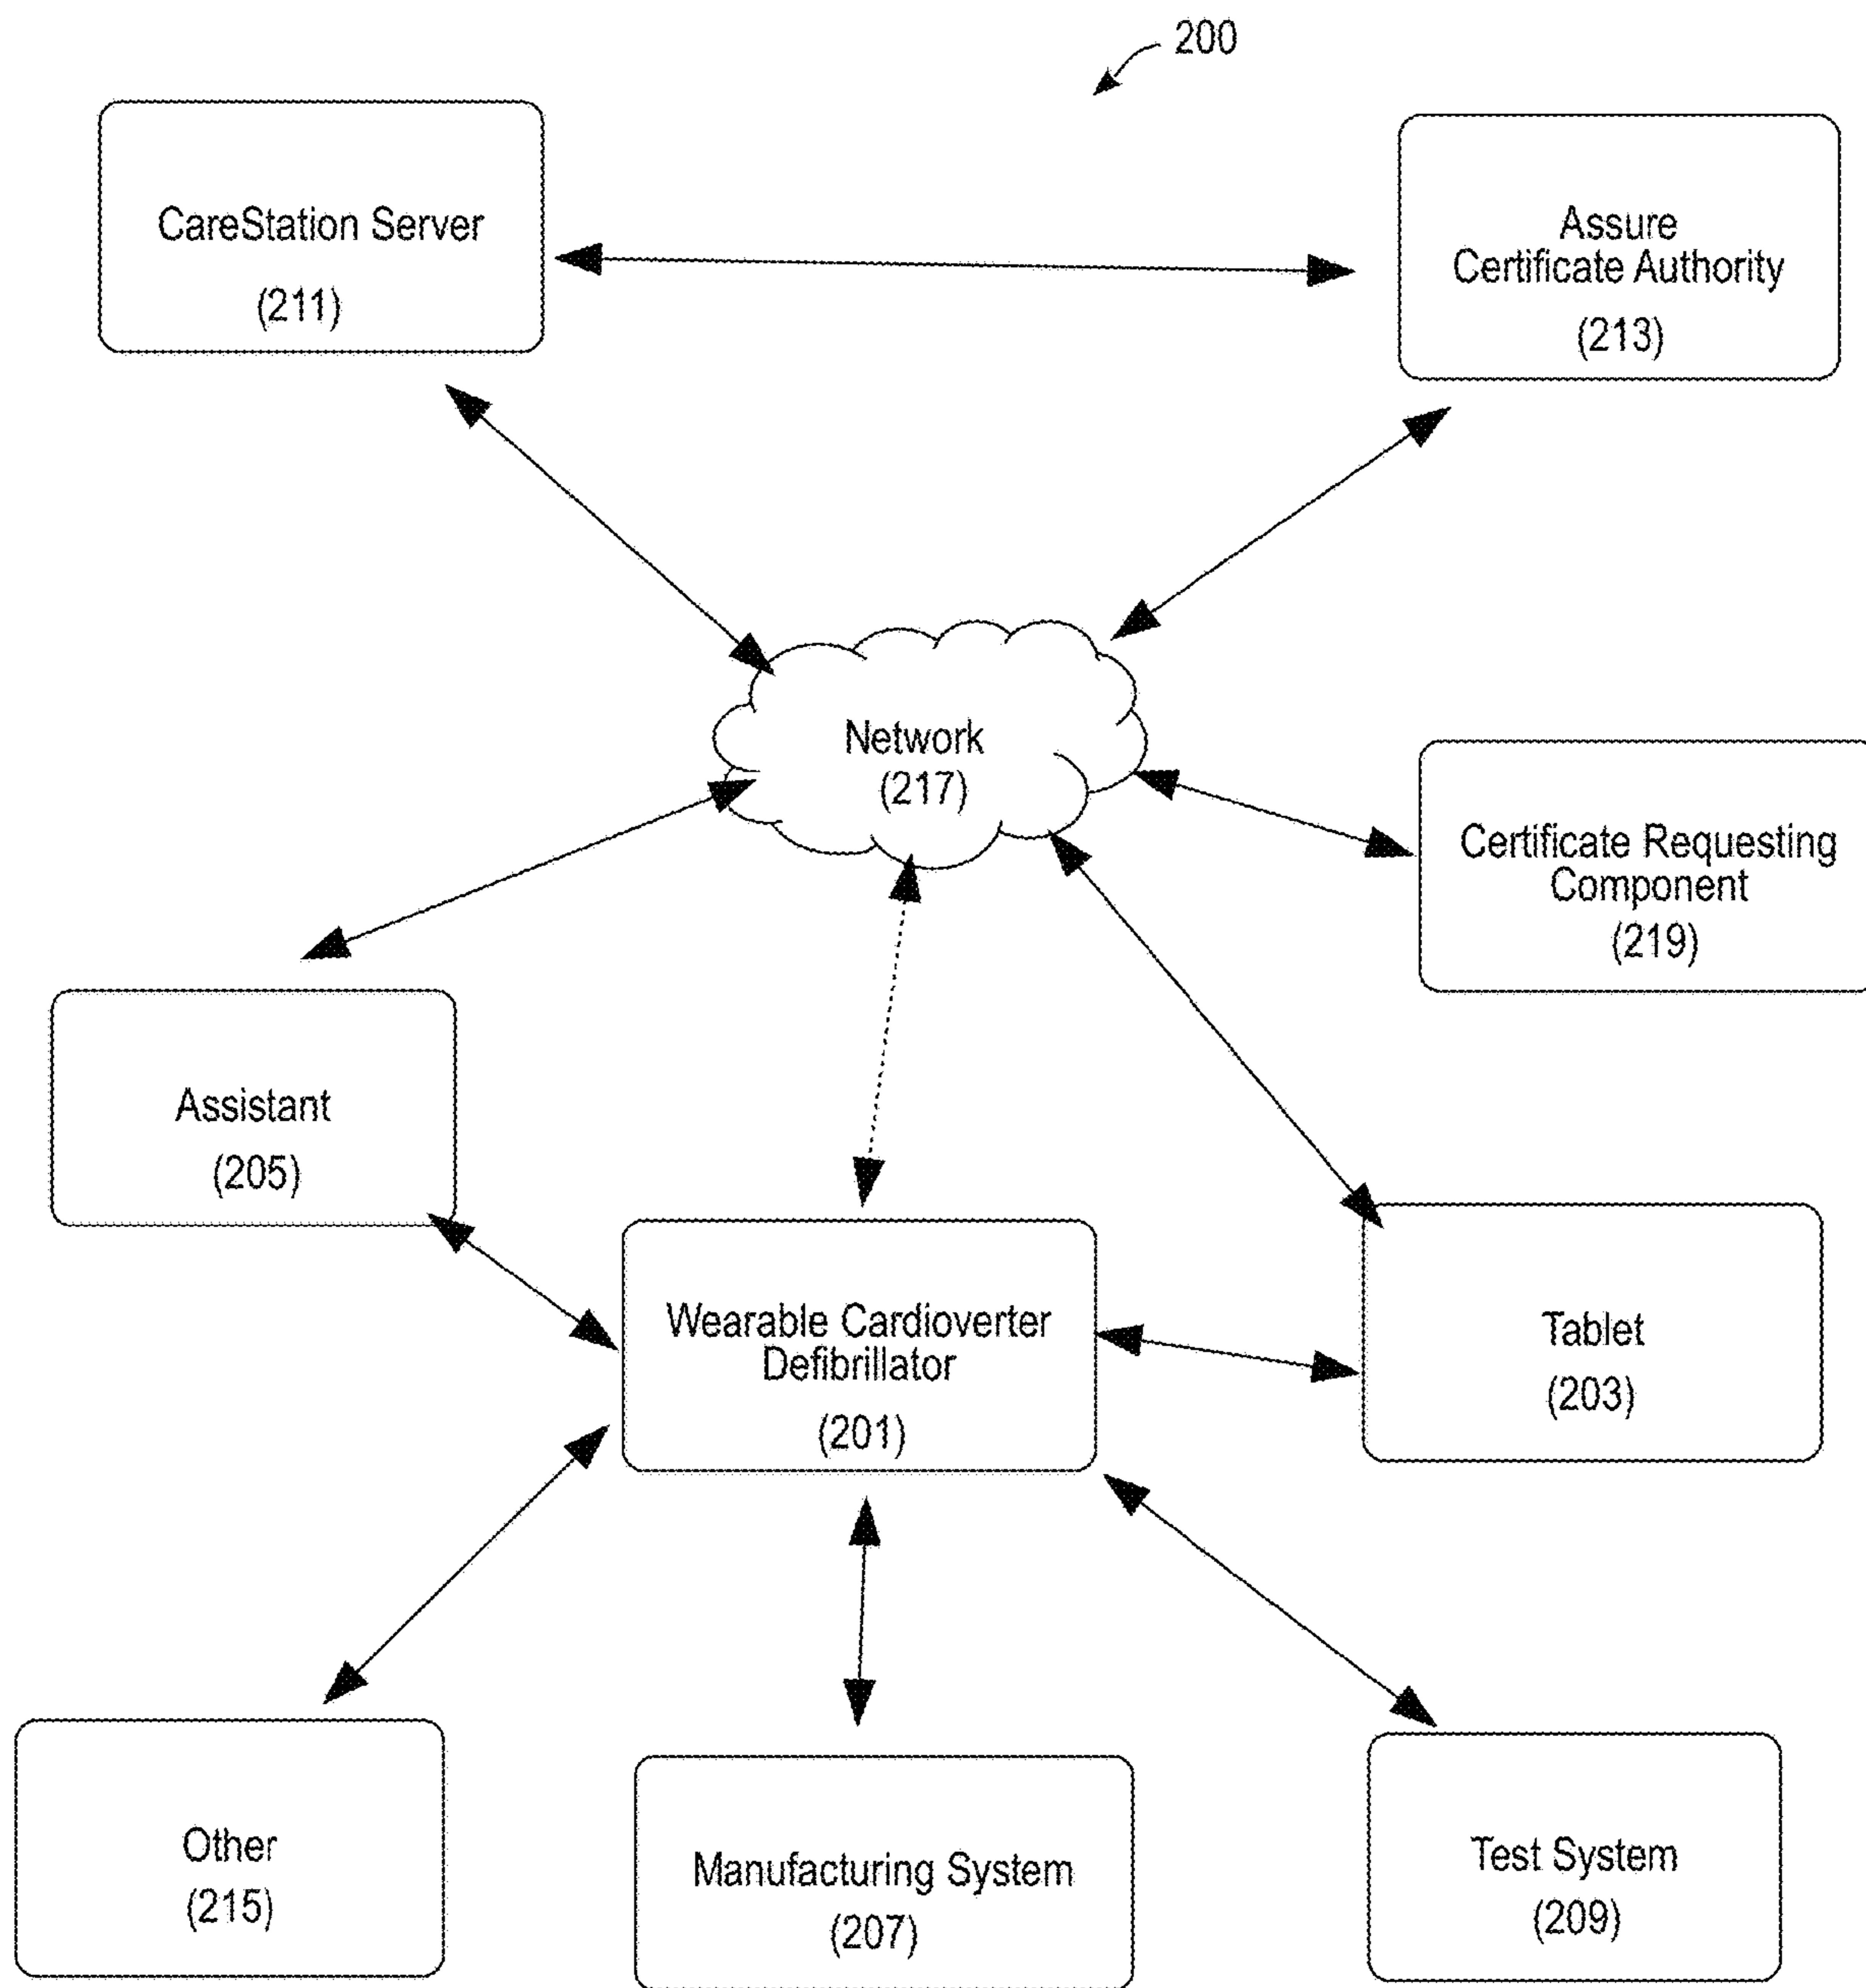 200
CareStation Server
(211)
Assure
Certificate Authority
(213)
Network
(217)
Certificate Requesting
Component
(219)
Assistant
(205)
Wearable Cardioverter
Defibrillator
(201)
Tablet
(203)
Other
(215)
Manufacturing System
(207)
Test System
(209)